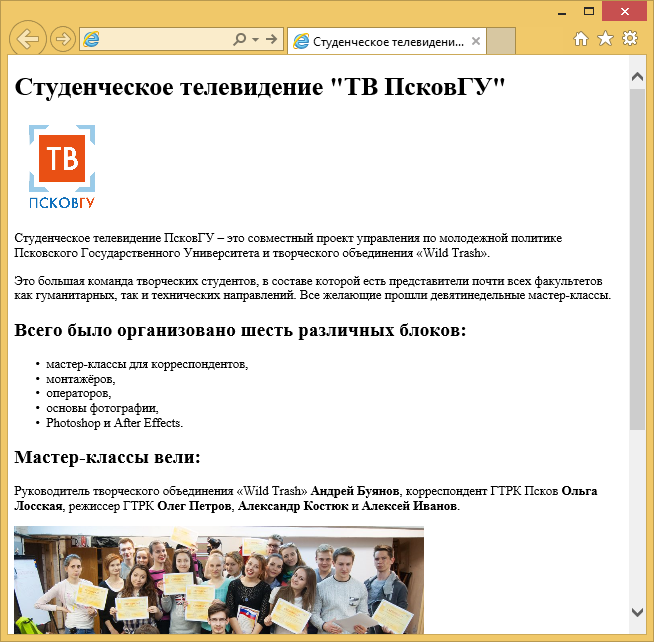 Студенческое телевидени...
Студенческое телевидение "ТВ ПсковГУ"
ТВ
ПСКОВГУ
Студенческое телевидение ПсковГУ – это совместный проект управления по молодежной политике
Псковского Государственного Университета и творческого объединения «Wild Trash».
Это большая команда творческих студентов, в составе которой есть представители почти всех факультетов
как гуманитарных, так и технических направлений. Все желающие прошли девятинедельные мастер-классы.
Всего было организовано шесть различных блоков:
• мастер-классы для корреспондентов,
• монтажёров,
• операторов,
• основы фотографии,
• Photoshop и After Effects.
Мастер-классы вели:
Руководитель творческого объединения «Wild Trash» Андрей Буянов, корреспондент ГТРК Псков Ольга
Лосская, режиссер ГТРК Олег Петров, Александр Костюк и Алексей Иванов.